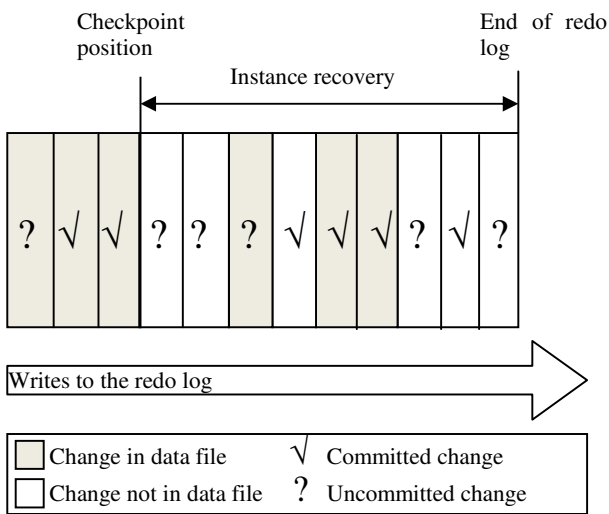 Checkpoint
position
End of redo
log
Instance recovery
? √ √ ? ? ? √ √ √ ? √ ?
Writes to the redo log
Change in data file √ Committed change
Change not in data file ? Uncommitted change